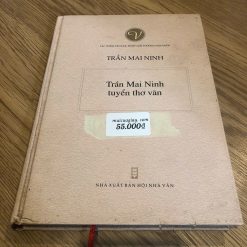 V
TRẦN MAI NINH
Trần Mai Ninh
tuyển thơ văn
55.000đ
NHÀ XUẤT BẢN HỘI NHÀ VĂN